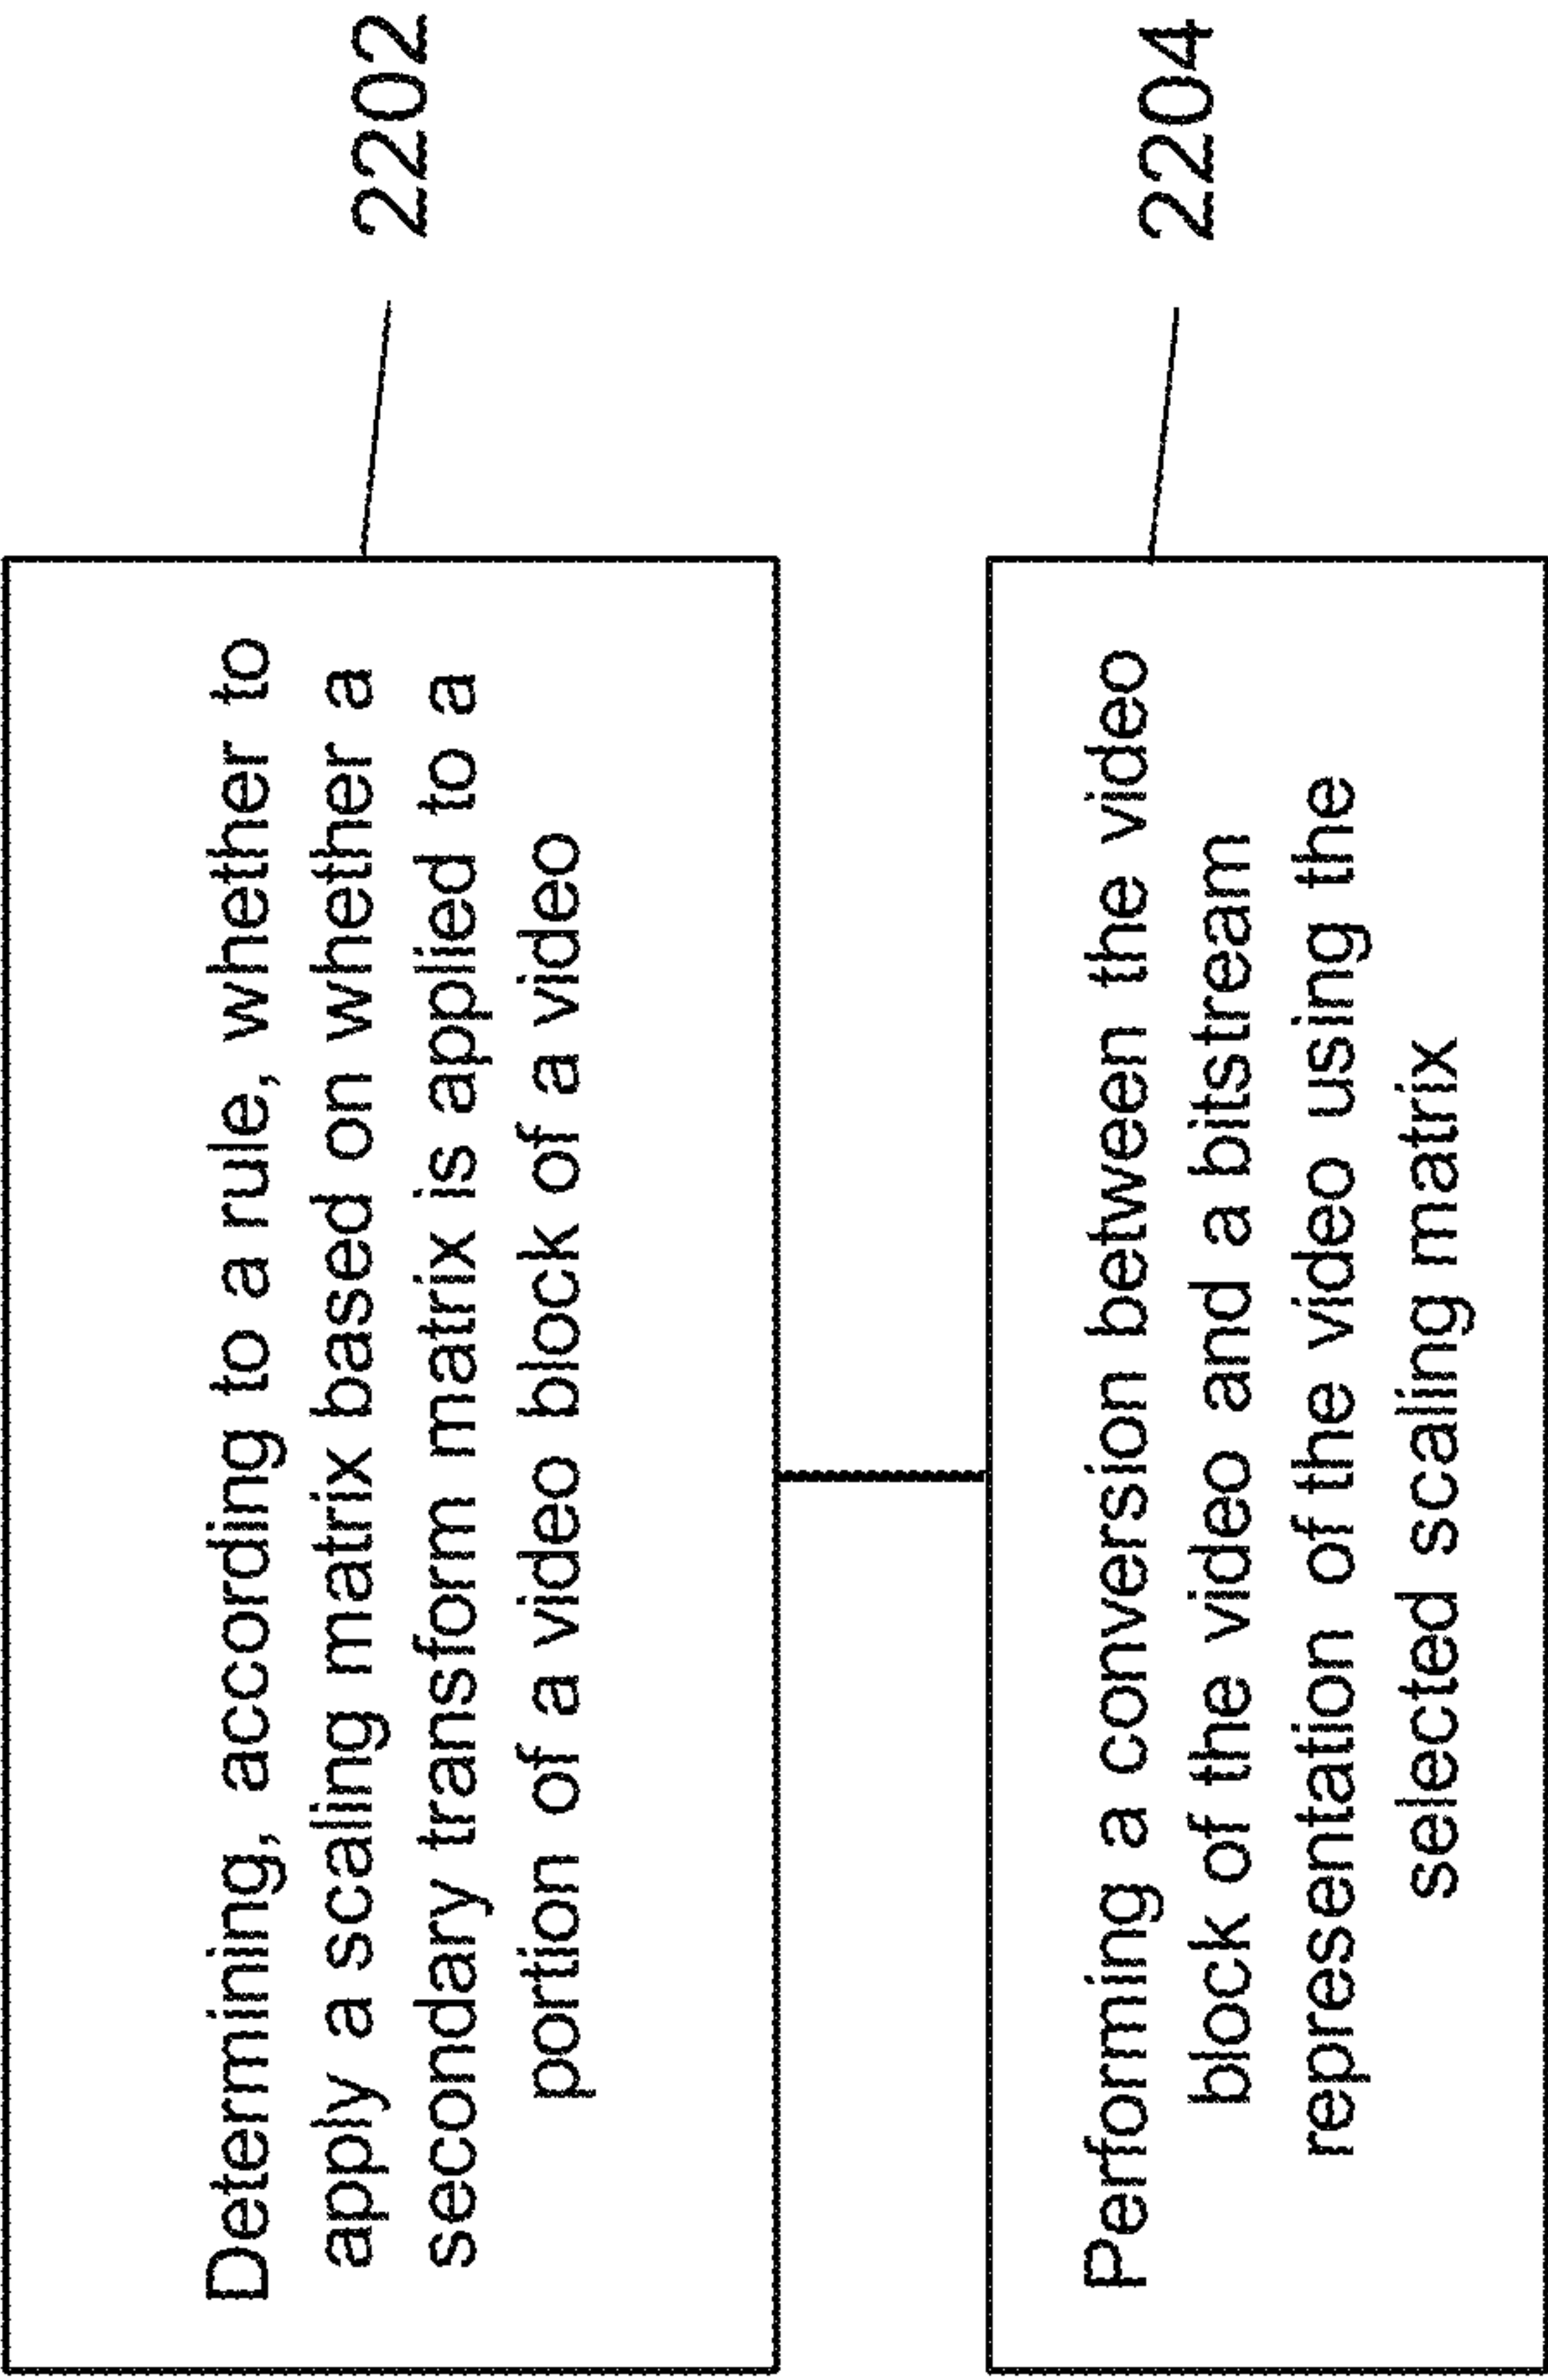 Determining, according to a rule, whether to
apply a scaling matrix based on whether a
secondary transform matrix is applied to a
portion of a video block of a video
2202
Performing a conversion between the video
block of the video and a bitstream
representation of the video using the
selected scaling matrix
2204